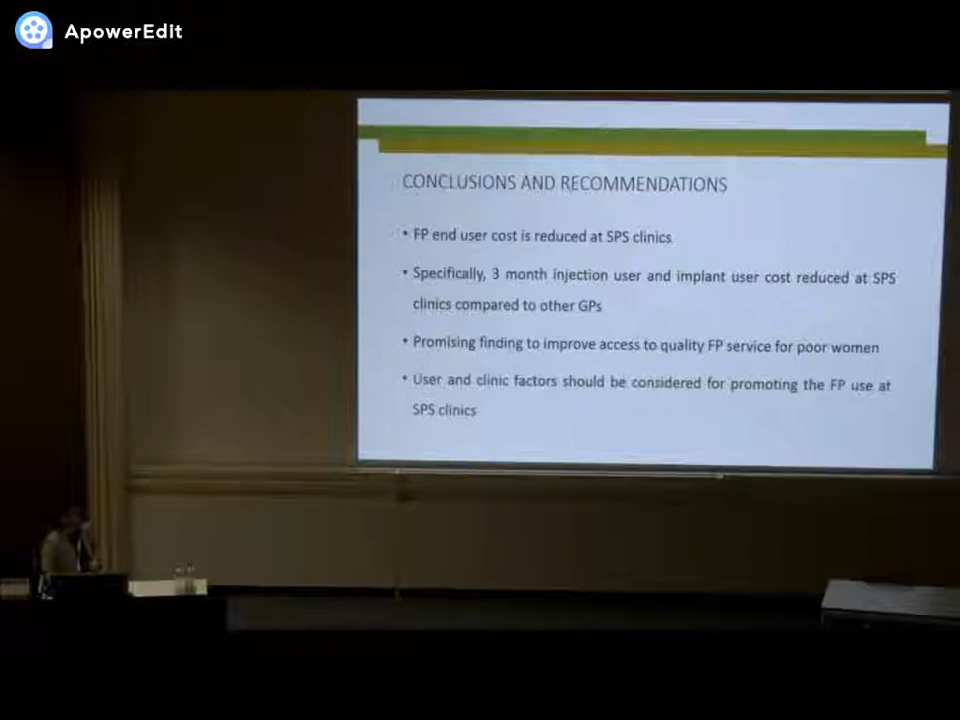 ApowerEdit
CONCLUSIONS AND RECOMMENDATIONS
• FP end user cost is reduced at SPS clinics
• Specifically, 3 month injection user and implant user cost reduced at SPS
clinics compared to other GPs
• Promising finding to improve access to quality FP service for poor women
• User and clinic factors should be considered for promoting the FP use at
SPS clinics